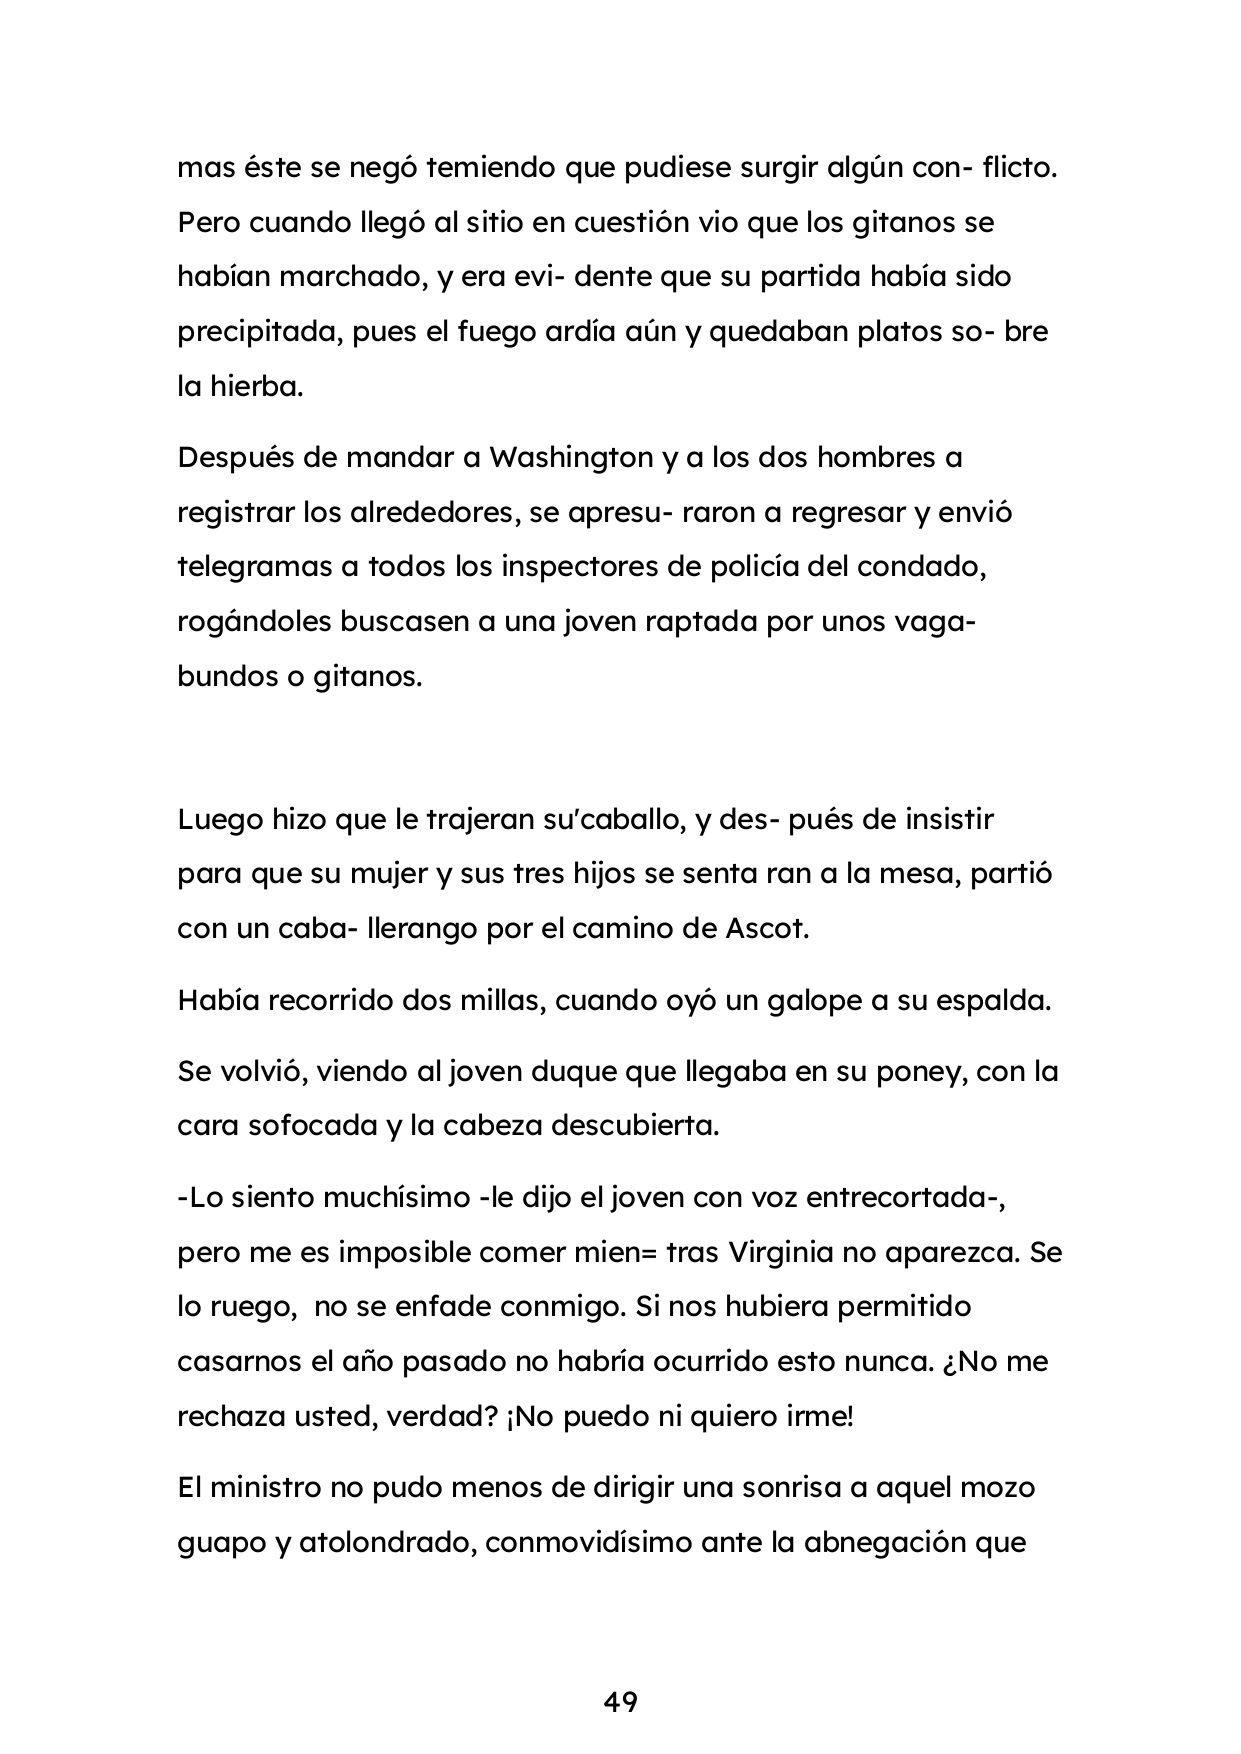 mas éste se negó temiendo que pudiese surgir algún con- flicto.
Pero cuando llegó al sitio en cuestión vio que los gitanos se
habían marchado, y era evi- dente que su partida había sido
precipitada, pues el fuego ardía aún y quedaban platos so- bre
la hierba.
Después de mandar a Washington y a los dos hombres a
registrar los alrededores, se apresu- raron a regresar y envió
telegramas a todos los inspectores de policía del condado,
rogándoles buscasen a una joven raptada por unos vaga-
bundos o gitanos.
Luego hizo que le trajeran su'caballo, y des- pués de insistir
para que su mujer y sus tres hijos se senta ran a la mesa, partió
con un caba- llerango por el camino de Ascot.
Había recorrido dos millas, cuando oyó un galope a su espalda.
Se volvió, viendo al joven duque que llegaba en su poney, con la
cara sofocada y la cabeza descubierta.
-Lo siento muchísimo -le dijo el joven con voz entrecortada-,
pero me es imposible comer mien= tras Virginia no aparezca. Se
lo ruego,  no se enfade conmigo. Si nos hubiera permitido
casarnos el año pasado no habría ocurrido esto nunca. ¿No me
rechaza usted, verdad? ¡No puedo ni quiero irme!
El ministro no pudo menos de dirigir una sonrisa a aquel mozo
guapo y atolondrado, conmovidísimo ante la abnegación que
49